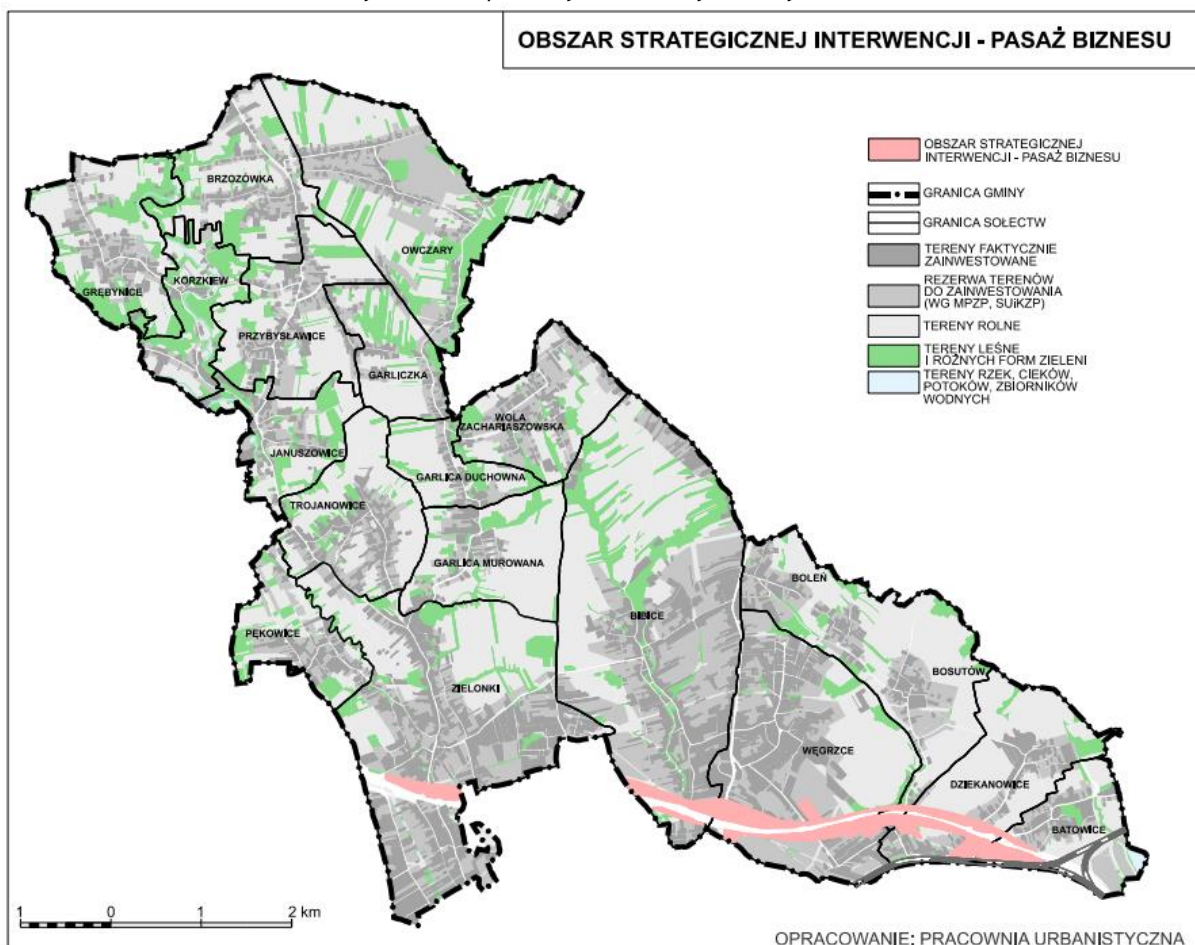 OBSZAR STRATEGICZNEJ INTERWENCJI - PASAŻ BIZNESU
OBSZAR STRATEGICZNEJ
INTERWENCJI - PASAŻ BIZNESU
GRANICA GMINY
GRANICA SOŁECTW
TERENY FAKTYCZNIE
ZAINWESTOWANE
REZERWA TERENÓW
DO ZAINWESTOWANIA
(WG MPZP, SUiKZP)
TERENY ROLNE
TERENY LEŚNE
I RÓŻNYCH FORM ZIELENI
TERENY RZEK, CIEKÓW,
POTOKÓW, ZBIORNIKÓW
WODNYCH
BRZOZÓWKA
OWCZARY
KORZKIEW
GRĘBYNICE
PRZYBYSŁAWICE
GARLICZKA
WOLA
ZACHARIASZOWSKA
JANUSZOWICE
GARLICA DUCHOWNA
TROJANOWICE
GARLICA MUROWANA
BOLEŃ
BIBICE
PĘKOWICE
BOSUTÓW
ZIELONKI
WĘGRZCE
DZIEKANOWICE
BATOWICE
1 0 1 2 km
OPRACOWANIE: PRACOWNIA URBANISTYCZNA